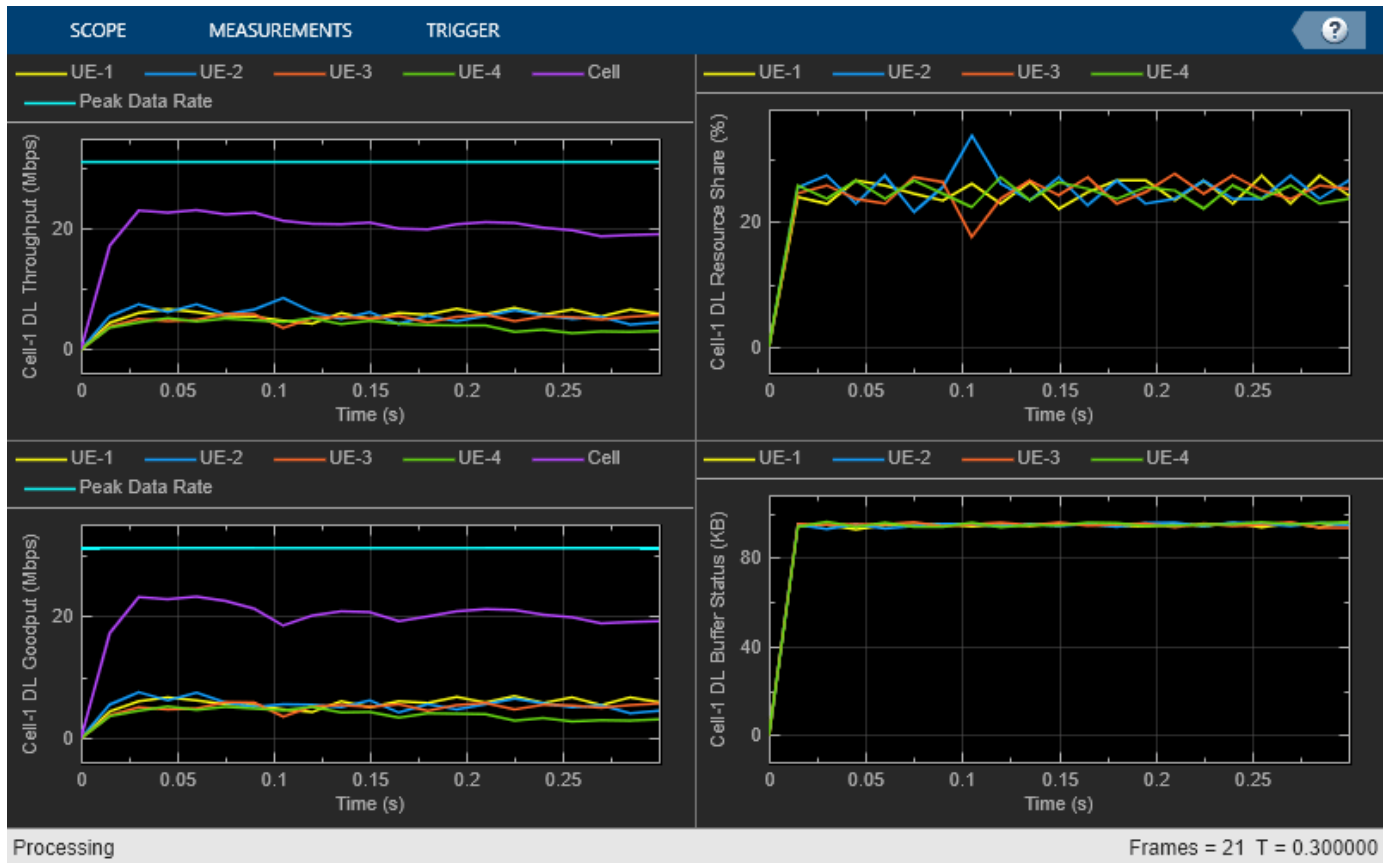 SCOPE MEASUREMENTS TRIGGER ?
UE-1 UE-2 UE-3 UE-4 Cell
Peak Data Rate
Cell-1 DL Throughput (Mbps)
20
0
0 0.05 0.1 0.15 0.2 0.25
Time (s)
UE-1 UE-2 UE-3 UE-4
Cell-1 DL Resource Share (%)
20
0
0 0.05 0.1 0.15 0.2 0.25
Time (s)
UE-1 UE-2 UE-3 UE-4 Cell
Peak Data Rate
Cell-1 DL Goodput (Mbps)
20
0
0 0.05 0.1 0.15 0.2 0.25
Time (s)
UE-1 UE-2 UE-3 UE-4
Cell-1 DL Buffer Status (KB)
80
40
0
0 0.05 0.1 0.15 0.2 0.25
Time (s)
Processing Frames = 21 T = 0.300000